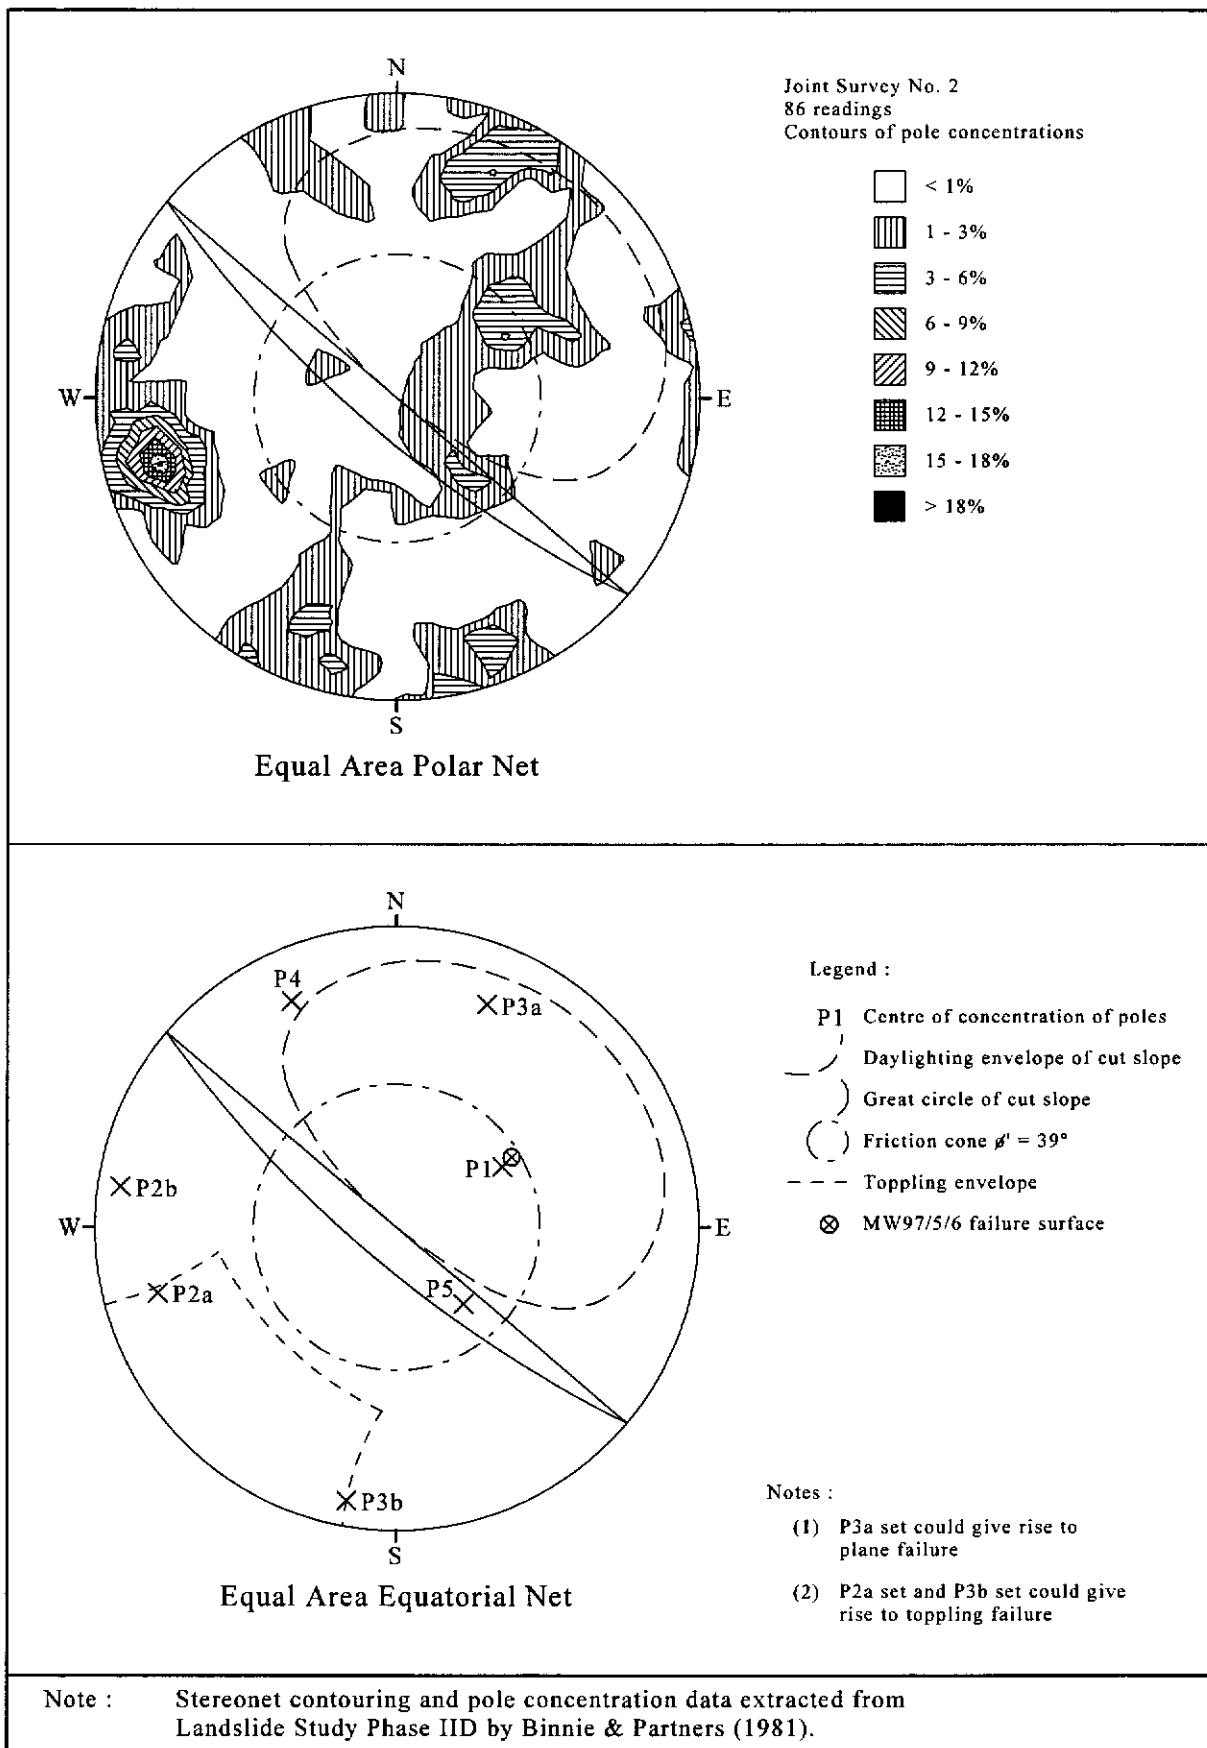 N
W
E
S
Equal Area Polar Net
Joint Survey No. 2
86 readings
Contours of pole concentrations
< 1%
1 - 3%
3 - 6%
6 - 9%
9 - 12%
12 - 15%
15 - 18%
> 18%
N
P4
P3a
P1
P2b
W
E
P2a
P5
P3b
S
Equal Area Equatorial Net
Legend :
P1 Centre of concentration of poles
Daylighting envelope of cut slope
Great circle of cut slope
Friction cone ø' = 39°
Toppling envelope
MW97/5/6 failure surface
Notes :
(1) P3a set could give rise to
plane failure
(2) P2a set and P3b set could give
rise to toppling failure
Note : Stereonet contouring and pole concentration data extracted from
Landslide Study Phase IID by Binnie & Partners (1981).